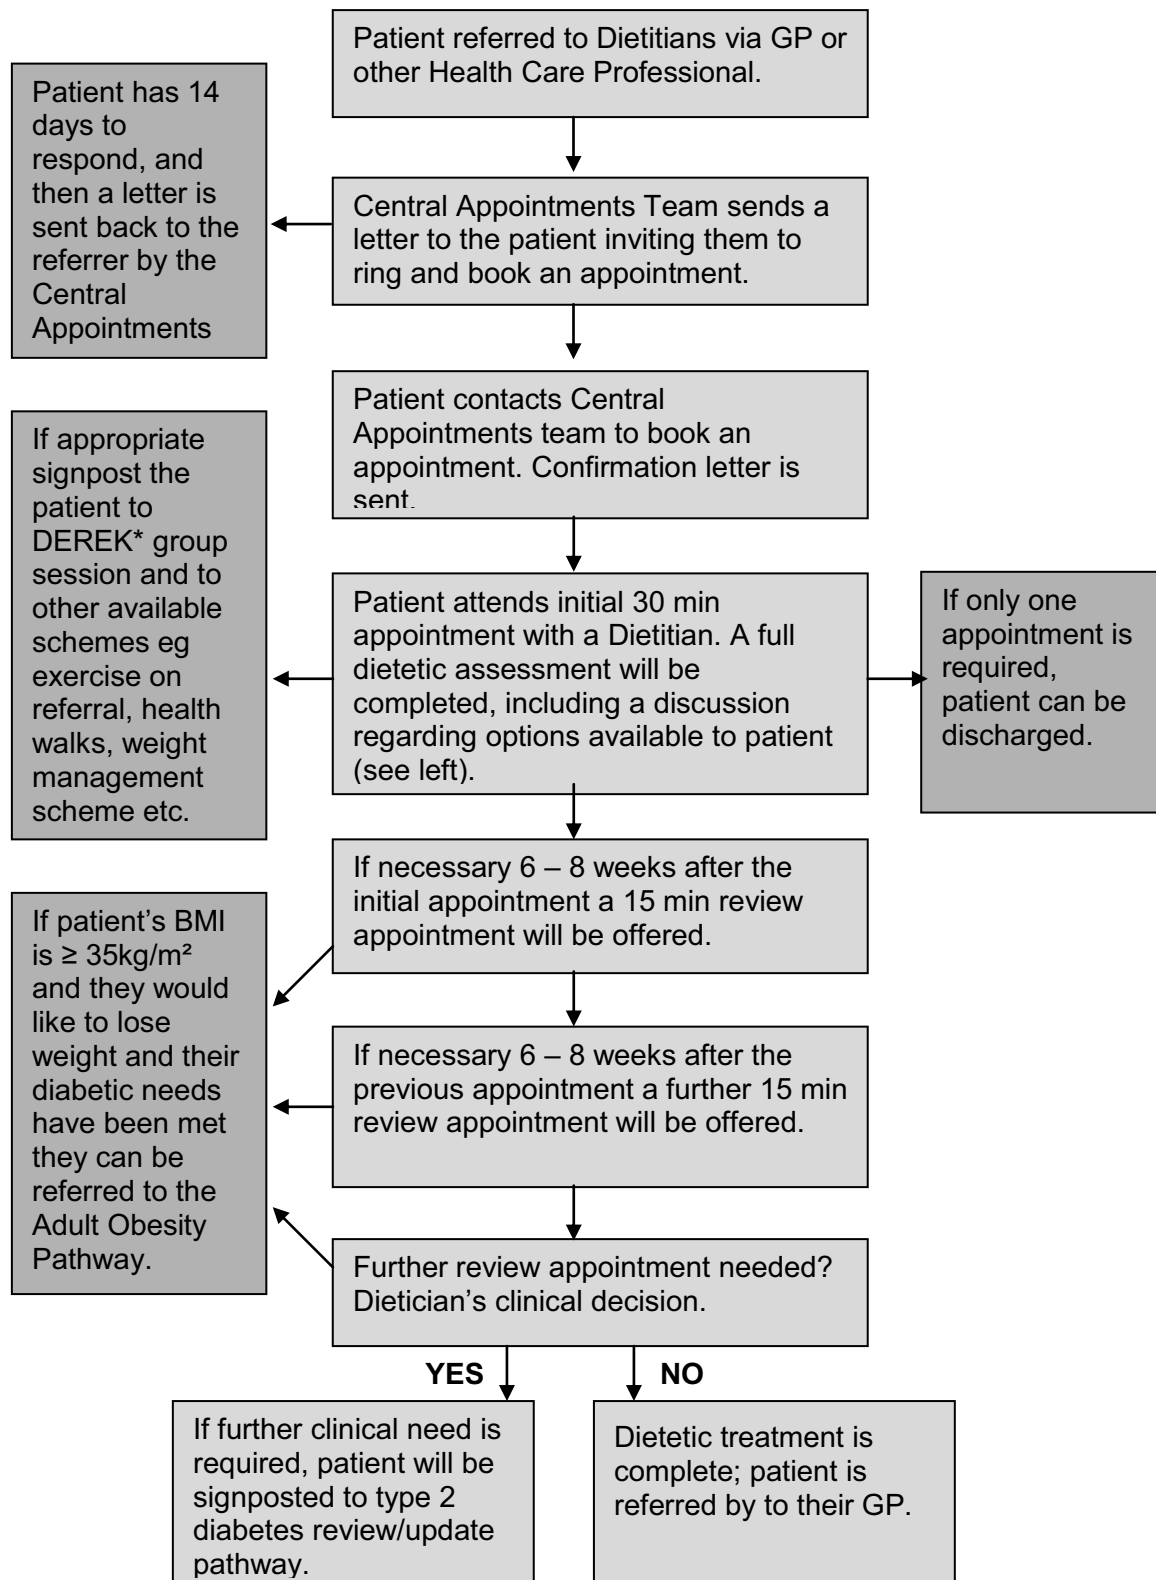 Patient referred to Dietitians via GP or
other Health Care Professional.
Patient has 14
days to
respond, and
then a letter is
sent back to the
referrer by the
Central
Appointments
Central Appointments Team sends a
letter to the patient inviting them to
ring and book an appointment.
Patient contacts Central
Appointments team to book an
appointment. Confirmation letter is
sent.
If appropriate
signpost the
patient to
DEREK* group
session and to
other available
schemes eg
exercise on
referral, health
walks, weight
management
scheme etc.
Patient attends initial 30 min
appointment with a Dietitian. A full
dietetic assessment will be
completed, including a discussion
regarding options available to patient
(see left).
If only one
appointment is
required,
patient can be
discharged.
If necessary 6 – 8 weeks after the
initial appointment a 15 min review
appointment will be offered.
If patient’s BMI
is ≥ 35kg/m²
and they would
like to lose
weight and their
diabetic needs
have been met
they can be
referred to the
Adult Obesity
Pathway.
If necessary 6 – 8 weeks after the
previous appointment a further 15 min
review appointment will be offered.
Further review appointment needed?
Dietician’s clinical decision.
YES
NO
If further clinical need is
required, patient will be
signposted to type 2
diabetes review/update
pathway.
Dietetic treatment is
complete; patient is
referred by to their GP.